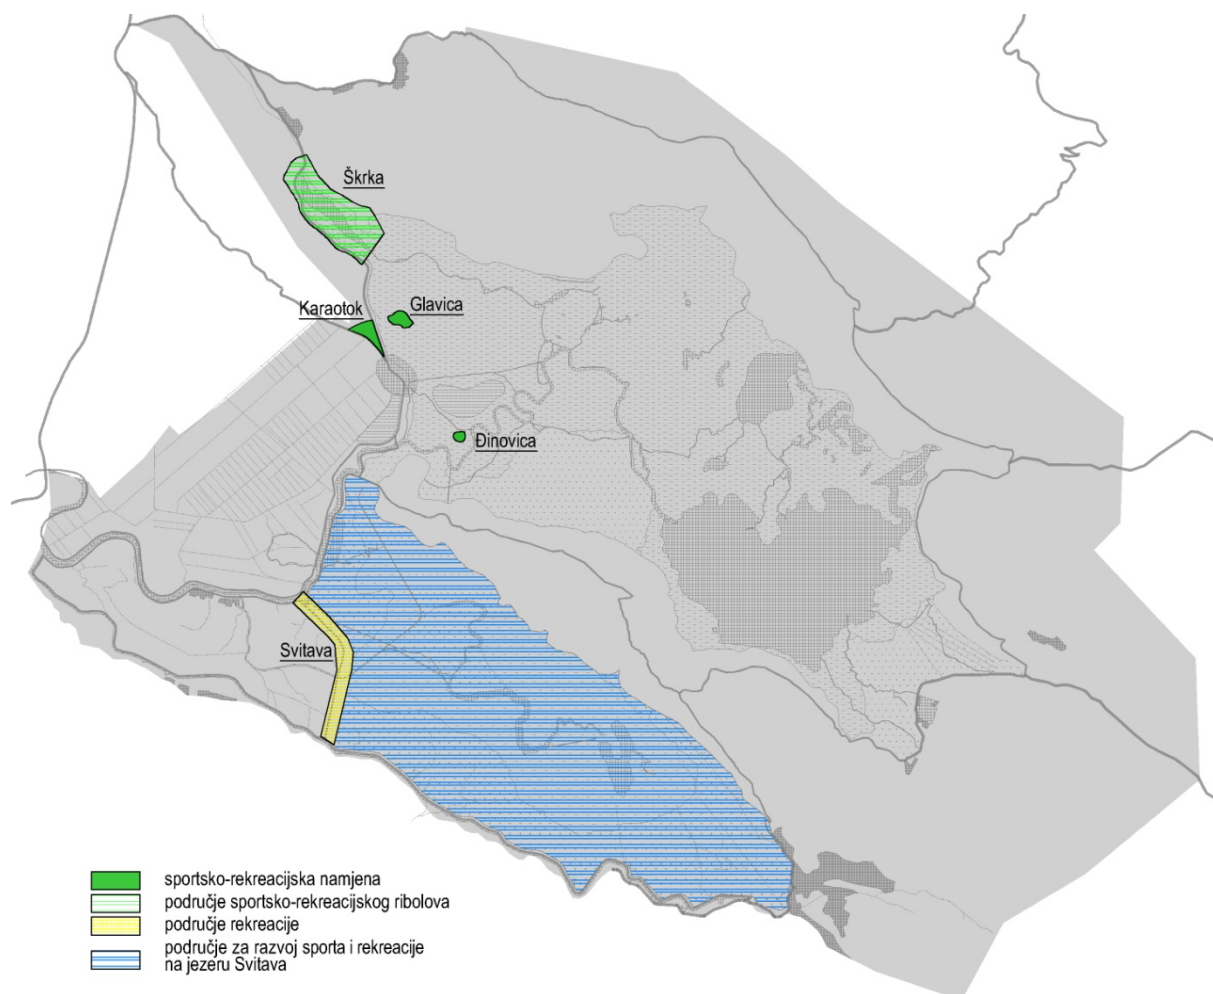 Škrka
Karaotok
Glavica
Đinovica
Svitava
sportsko-rekreacijska namjena
područje sportsko-rekreacijskog ribolova
područje rekreacije
područje za razvoj sporta i rekreacije
na jezeru Svitava